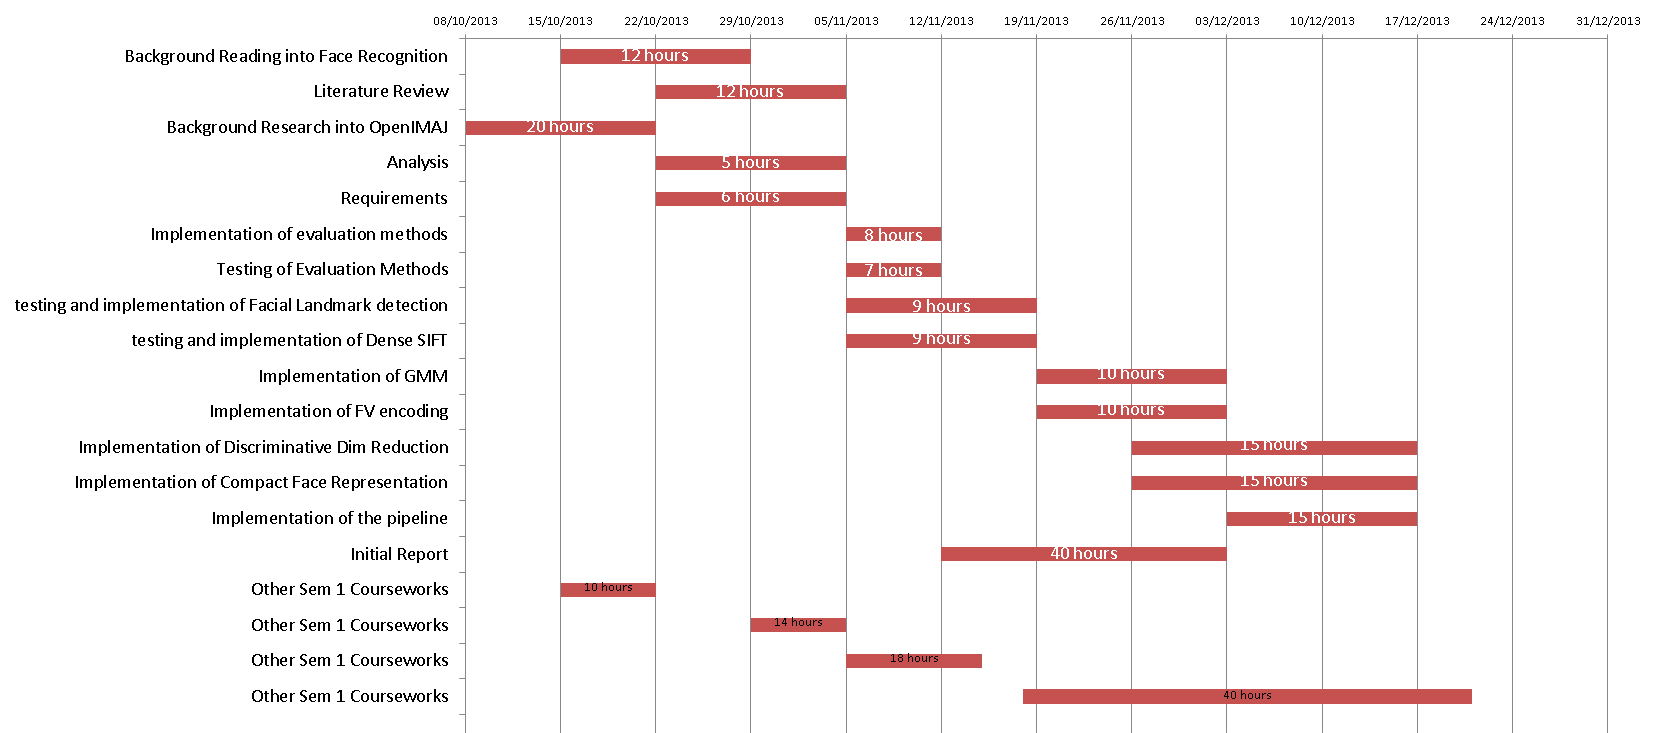 08/10/2013 15/10/2013 22/10/2013 29/10/2013 05/11/2013 12/11/2013 19/11/2013 26/11/2013 03/12/2013 10/12/2013 17/12/2013 24/12/2013 31/12/2013
Background Reading into Face Recognition 12 hours
Literature Review 12 hours
Background Research into OpenIMAJ 20 hours
Analysis 5 hours
Requirements 6 hours
Implementation of evaluation methods 8 hours
Testing of Evaluation Methods 7 hours
testing and implementation of Facial Landmark detection 9 hours
testing and implementation of Dense SIFT 9 hours
Implementation of GMM 10 hours
Implementation of FV encoding 10 hours
Implementation of Discriminative Dim Reduction 15 hours
Implementation of Compact Face Representation 15 hours
Implementation of the pipeline 15 hours
Initial Report 40 hours
Other Sem 1 Courseworks 10 hours
Other Sem 1 Courseworks 14 hours
Other Sem 1 Courseworks 18 hours
Other Sem 1 Courseworks 40 hours